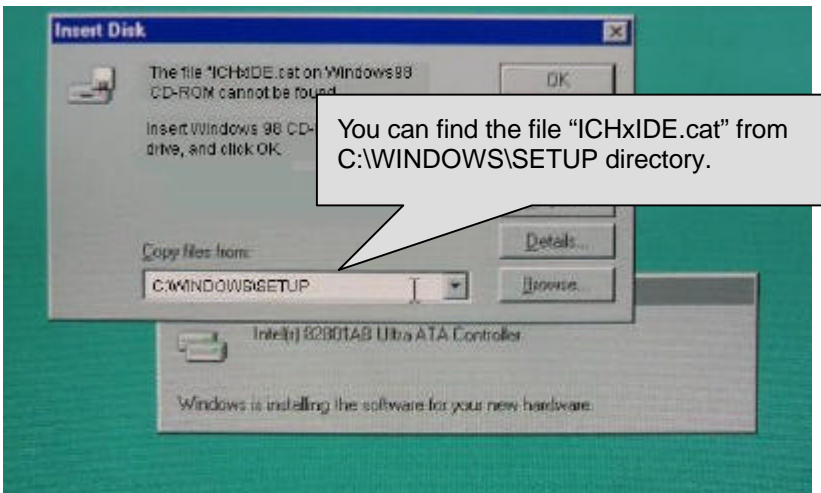 Insert Disk
The file "ICHxIDE.cat on Windows98
CD-ROM cannot be found
Insert Windows 98 CD-
drive, and click OK.
OK
You can find the file “ICHxIDE.cat” from
C:\WINDOWS\SETUP directory.
Details...
Copy files from:
C:\WINDOWS\SETUP
Browse...
Intel(r) 82801AB Ultra ATA Controller
Windows is installing the software for your new hardware.